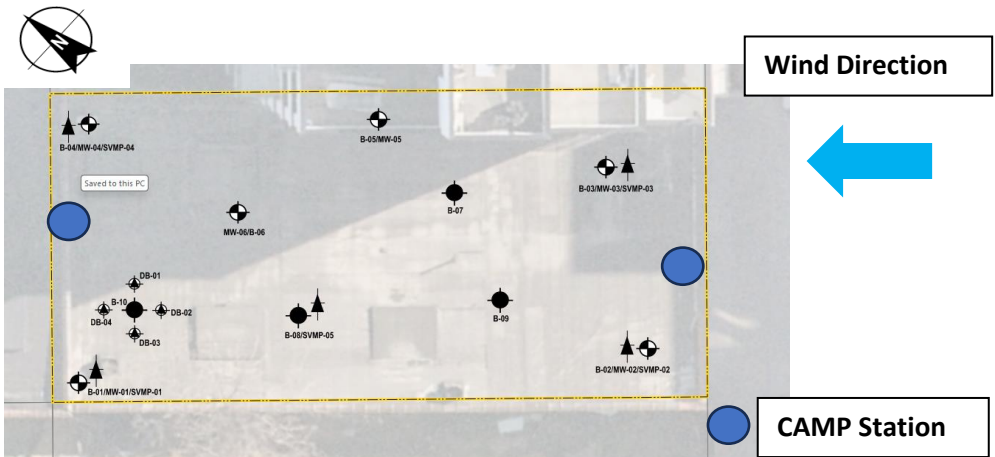 N
Wind Direction
B-04/MW-04/SVMP-04
B-05/MW-05
B-03/MW-03/SVMP-03
Saved to this PC
B-07
MW-06/B-06
DB-01
B-10
DB-04
DB-02
DB-03
B-08/SVMP-05
B-09
B-02/MW-02/SVMP-02
B-01/MW-01/SVMP-01
CAMP Station